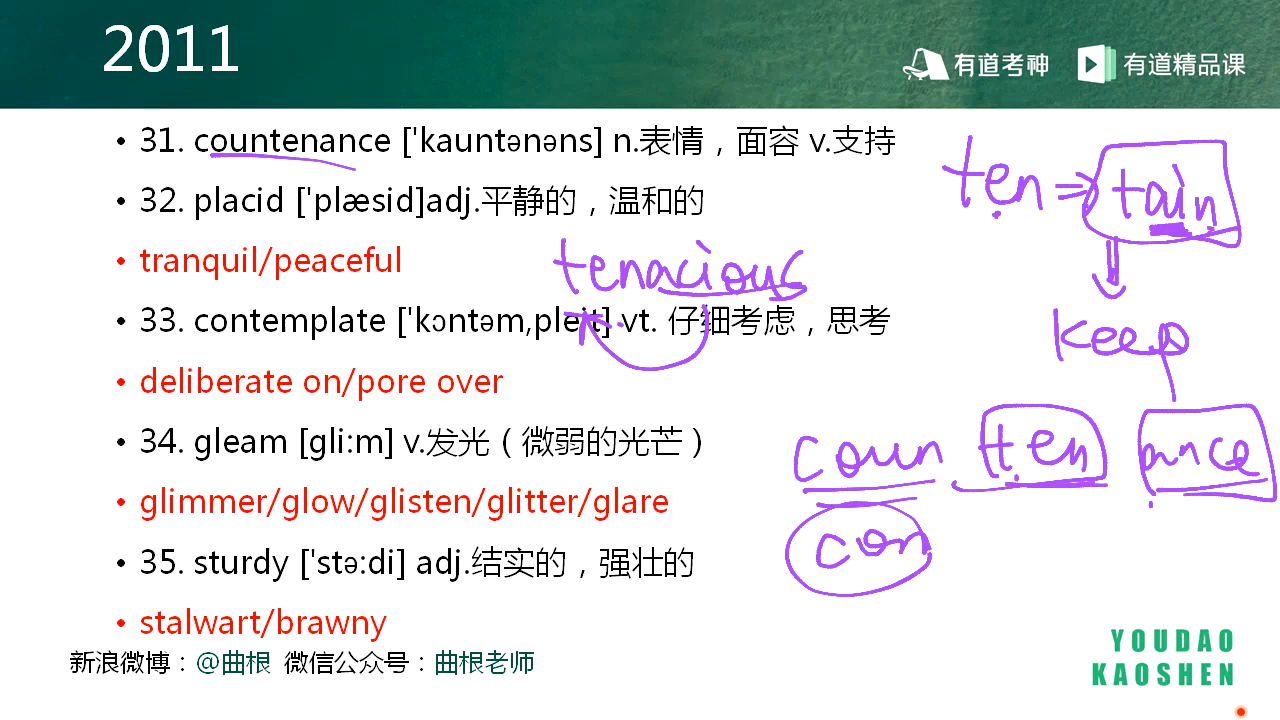 2011
有道考神
有道精品课
• 31. countenance ['kauntənəns] n.表情，面容 v.支持
• 32. placid ['plæsid]adj.平静的，温和的
• tranquil/peaceful
• 33. contemplate ['kɔntəm,pleit] vt. 仔细考虑，思考
• deliberate on/pore over
• 34. gleam [gli:m] v.发光（微弱的光芒）
• glimmer/glow/glisten/glitter/glare
• 35. sturdy ['stə:di] adj.结实的，强壮的
• stalwart/brawny
新浪微博：@曲根 微信公众号：曲根老师
ten ⇒ tain
tenacious
keep
coun ten ance
con
YOUDAO
KAOSHEN